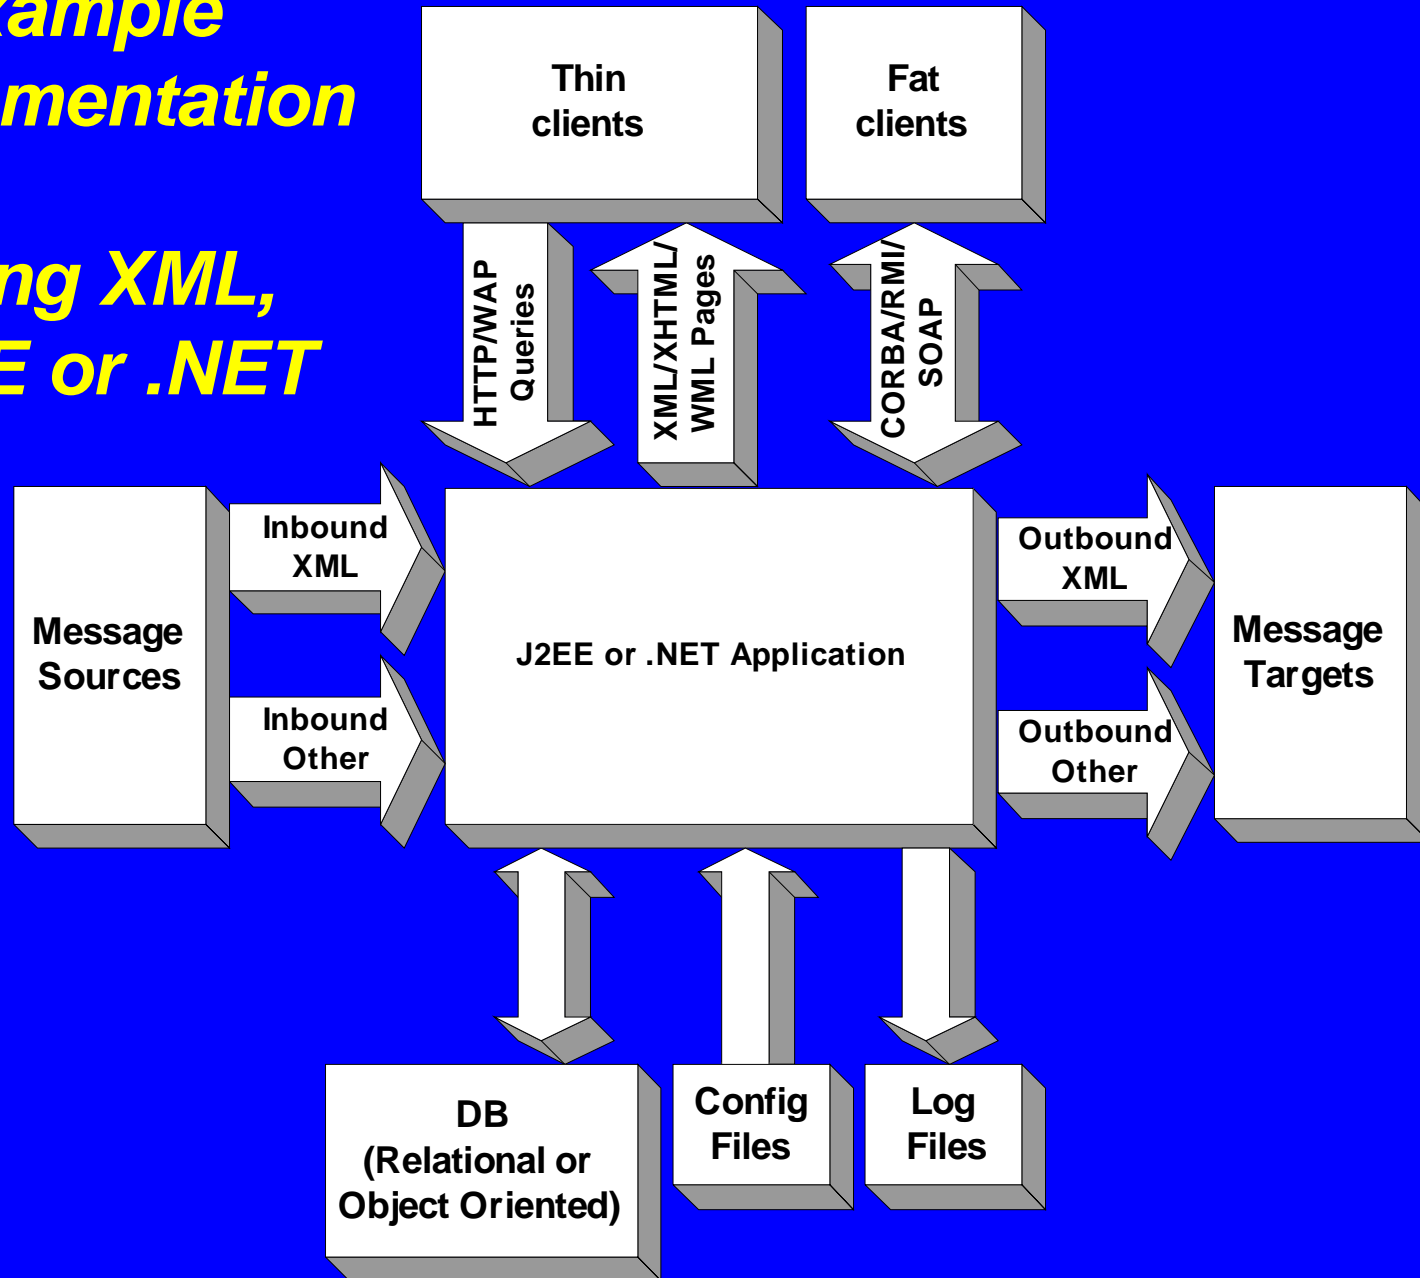 xample
mentation
ng XML,
E or .NET
Thin
clients
Fat
clients
HTTP/WAP
Queries
XML/XHTML/
WML Pages
CORBA/RMI/
SOAP
Message
Sources
Inbound
XML
Inbound
Other
J2EE or .NET Application
Outbound
XML
Outbound
Other
Message
Targets
DB
(Relational or
Object Oriented)
Config
Files
Log
Files